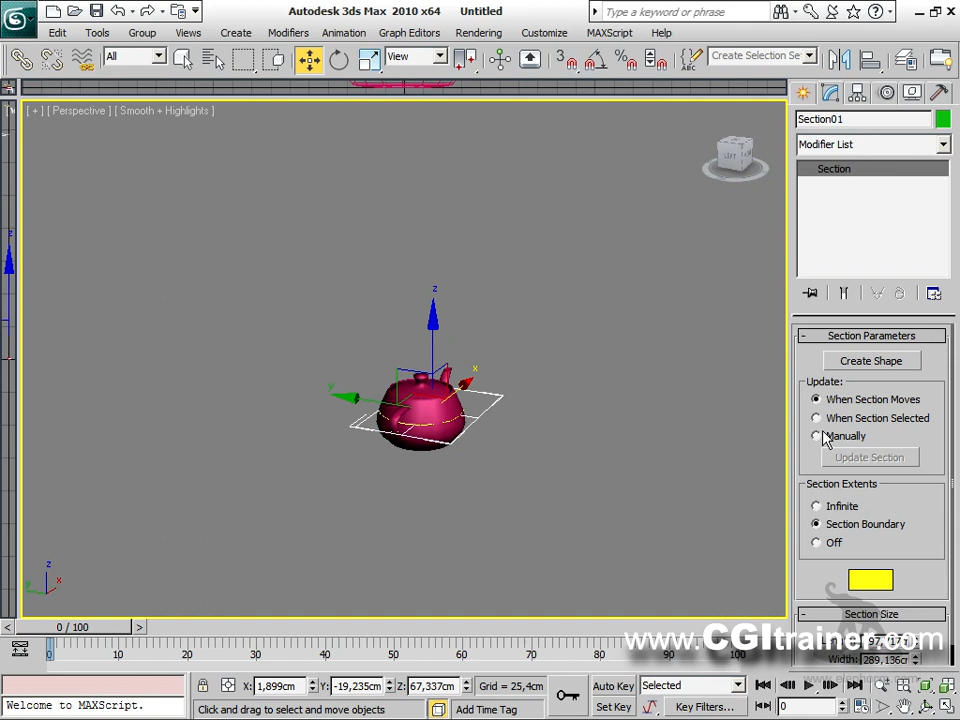 Autodesk 3ds Max 2010 x64 Untitled
Type a keyword or phrase
Edit Tools Group Views Create Modifiers Animation Graph Editors Rendering Customize MAXScript Help
All View 3 Create Selection Se
[ + ] [ Perspective ] [ Smooth + Highlights ]
Section01
Modifier List
LEFT
Section
z
Section Parameters
Create Shape
Update:
When Section Moves
When Section Selected
Manually
Update Section
x
y
Section Extents
Infinite
Section Boundary
Off
z
x
y
Section Size
0 / 100
www.CGItrainer.com
Width: 289,136cm
0 10 20 30 40 50 60 70 80 90 100
X: 1,899cm Y: -19,235cm Z: 67,337cm Grid = 25,4cm Auto Key Selected
Welcome to MAXScript. Click and drag to select and move objects Add Time Tag Set Key Key Filters... 0